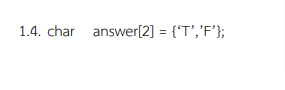 1.4. char answer[2] = {‘T’,’F’};